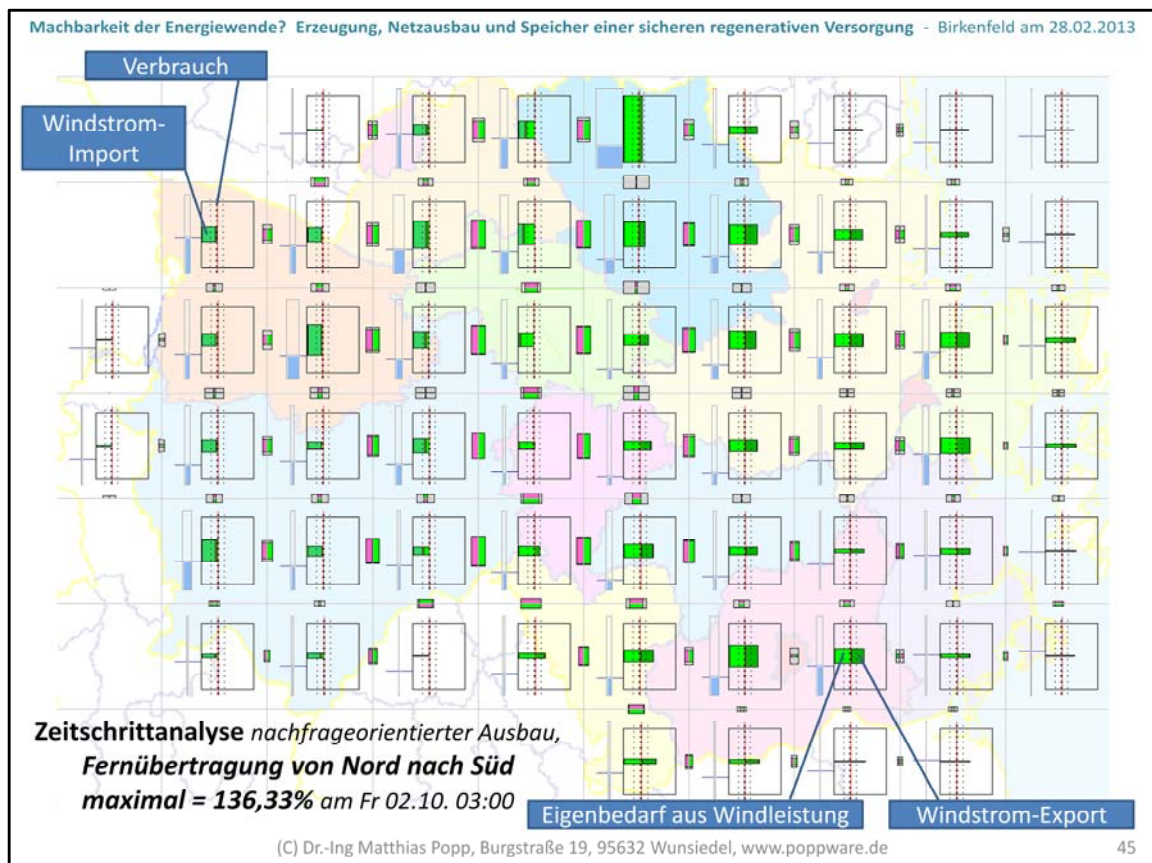 Machbarkeit der Energiewende? Erzeugung, Netzausbau und Speicher einer sicheren regenerativen Versorgung - Birkenfeld am 28.02.2013
Verbrauch
Windstrom-
Import
Zeitschrittanalyse nachfrageorientierter Ausbau,
Fernübertragung von Nord nach Süd
maximal = 136,33% am Fr 02.10. 03:00
Eigenbedarf aus Windleistung
Windstrom-Export
(C) Dr.-Ing Matthias Popp, Burgstraße 19, 95632 Wunsiedel, www.poppware.de
45